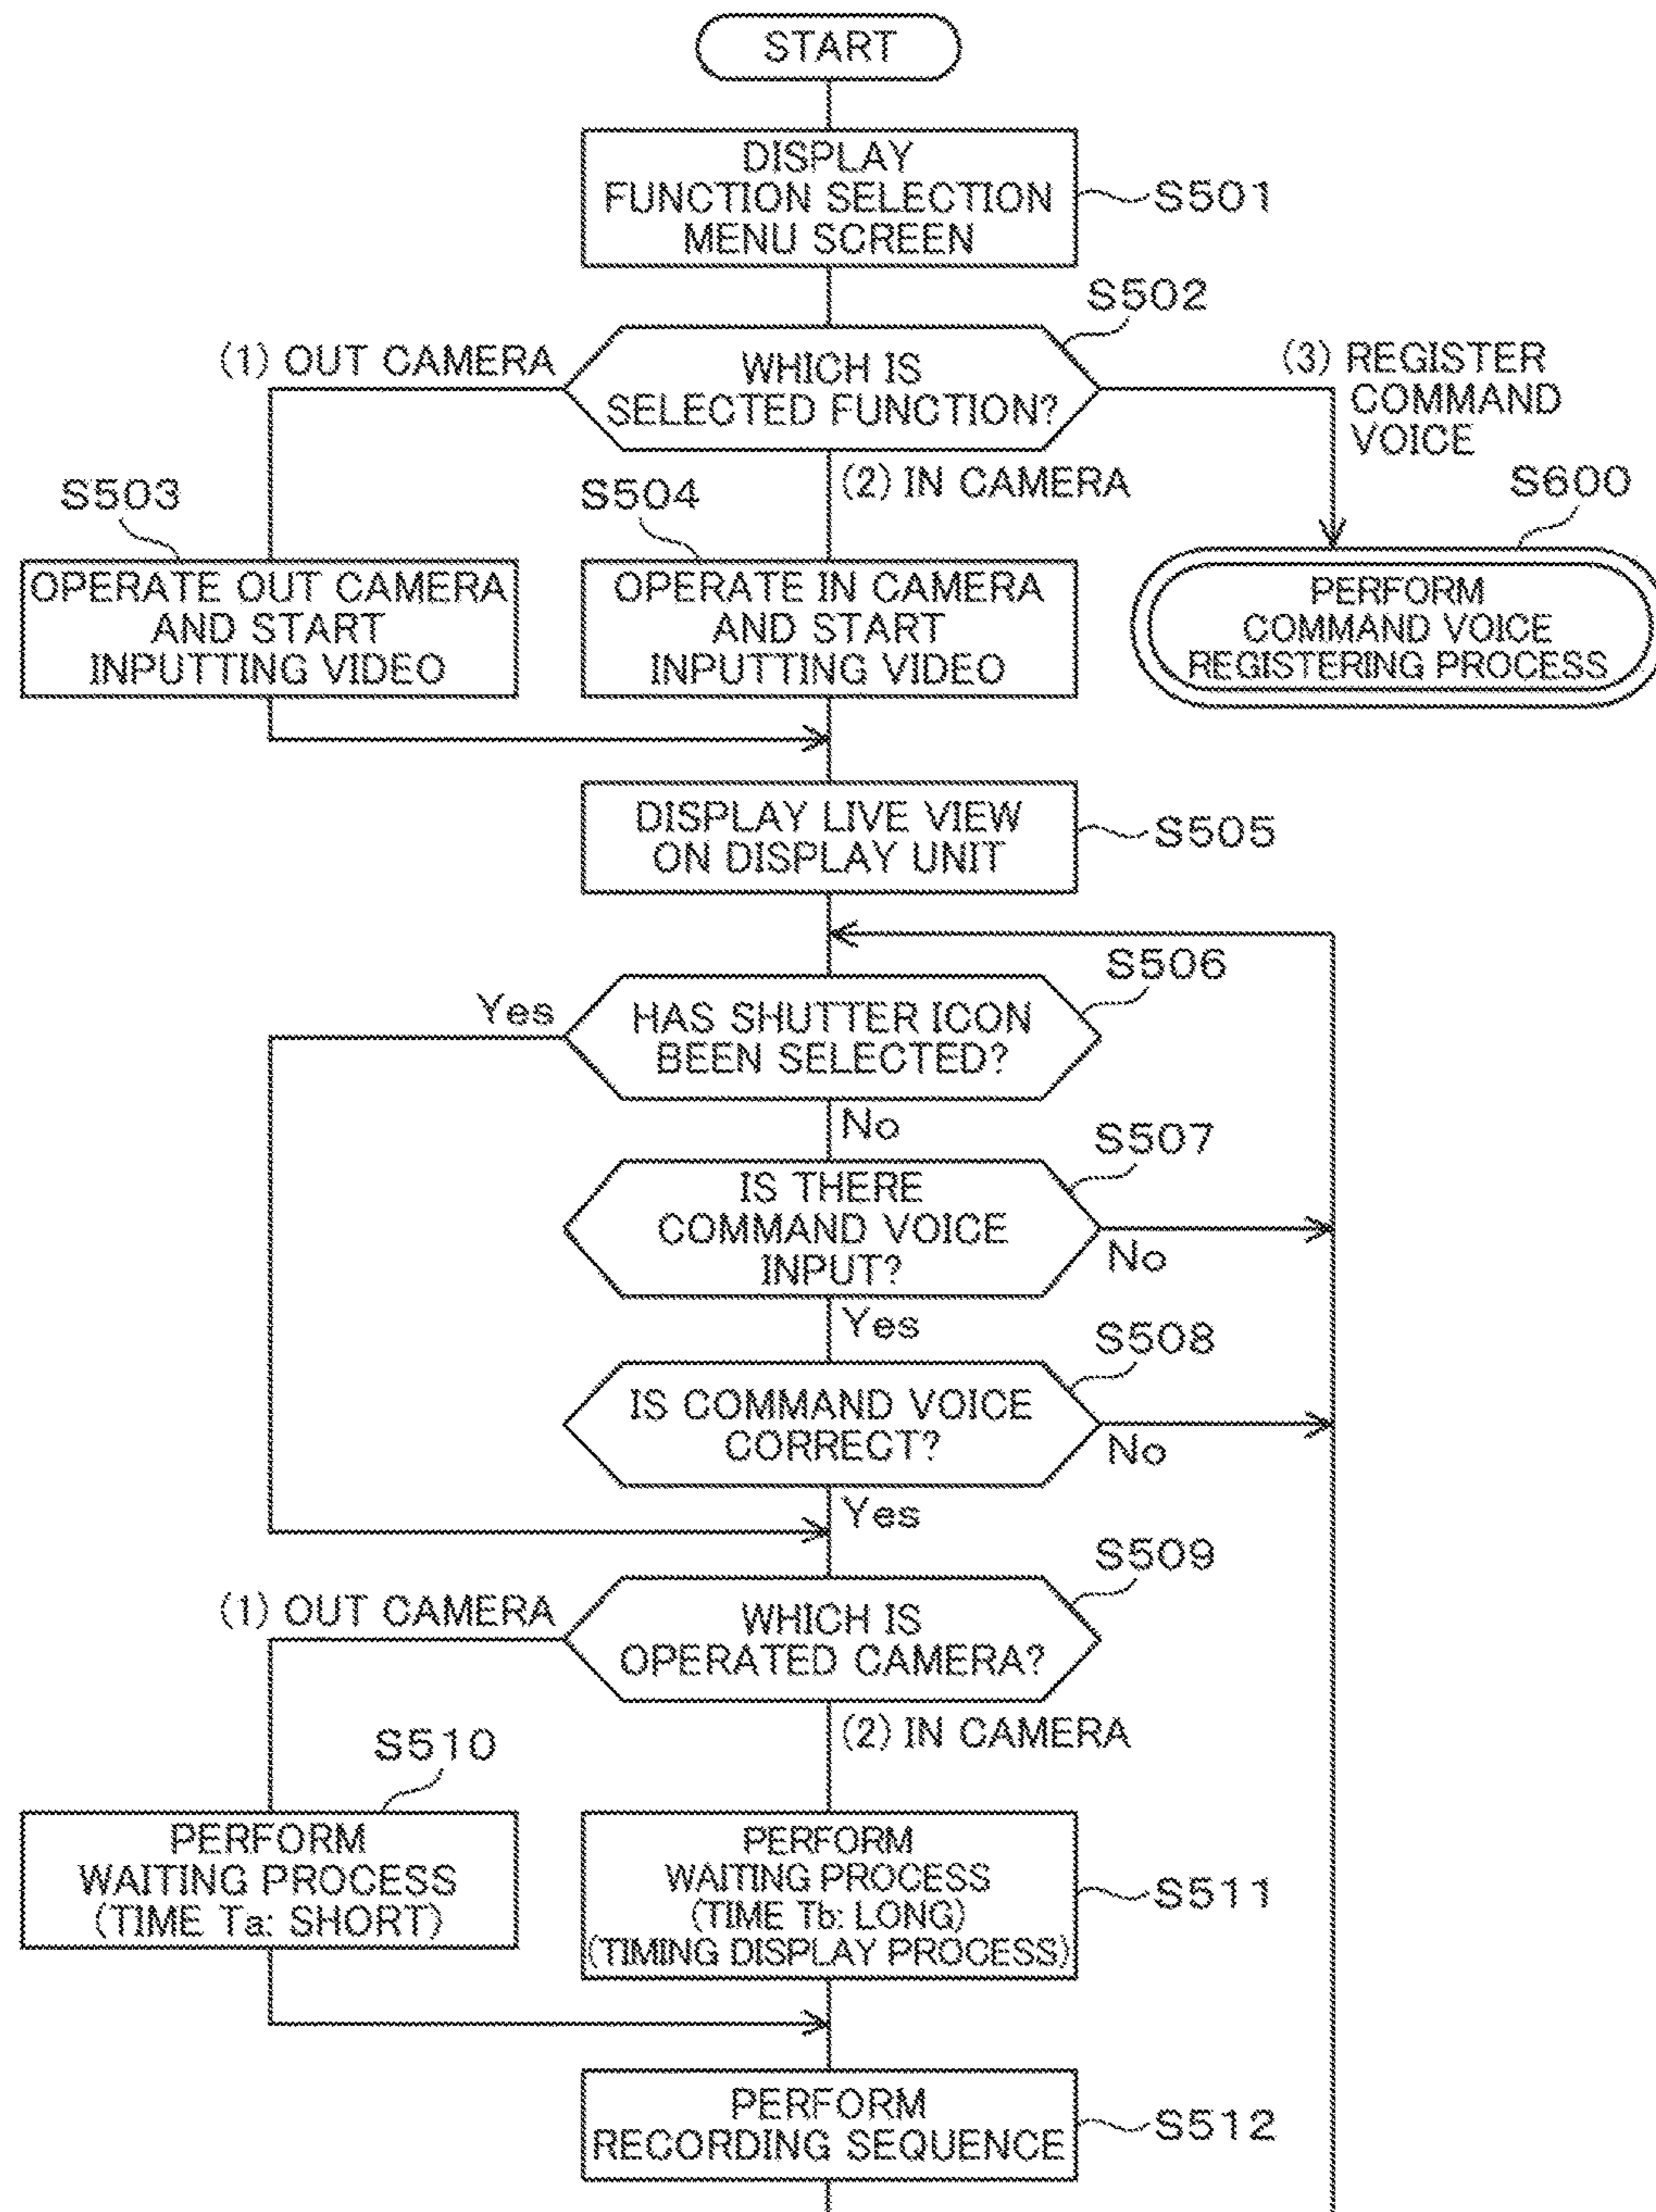 START
DISPLAY
FUNCTION SELECTION
MENU SCREEN
S501
S502
(1) OUT CAMERA
WHICH IS
SELECTED FUNCTION?
(3) REGISTER
COMMAND
VOICE
(2) IN CAMERA
S503
S504
S600
OPERATE OUT CAMERA
AND START
INPUTTING VIDEO
OPERATE IN CAMERA
AND START
INPUTTING VIDEO
PERFORM
COMMAND VOICE
REGISTERING PROCESS
DISPLAY LIVE VIEW
ON DISPLAY UNIT
S505
S506
Yes
HAS SHUTTER ICON
BEEN SELECTED?
No
S507
IS THERE
COMMAND VOICE
INPUT?
No
Yes
S508
IS COMMAND VOICE
CORRECT?
No
Yes
S509
(1) OUT CAMERA
WHICH IS
OPERATED CAMERA?
(2) IN CAMERA
S510
PERFORM
WAITING PROCESS
(TIME Ta: SHORT)
PERFORM
WAITING PROCESS
(TIME Tb: LONG)
(TIMING DISPLAY PROCESS)
S511
PERFORM
RECORDING SEQUENCE
S512